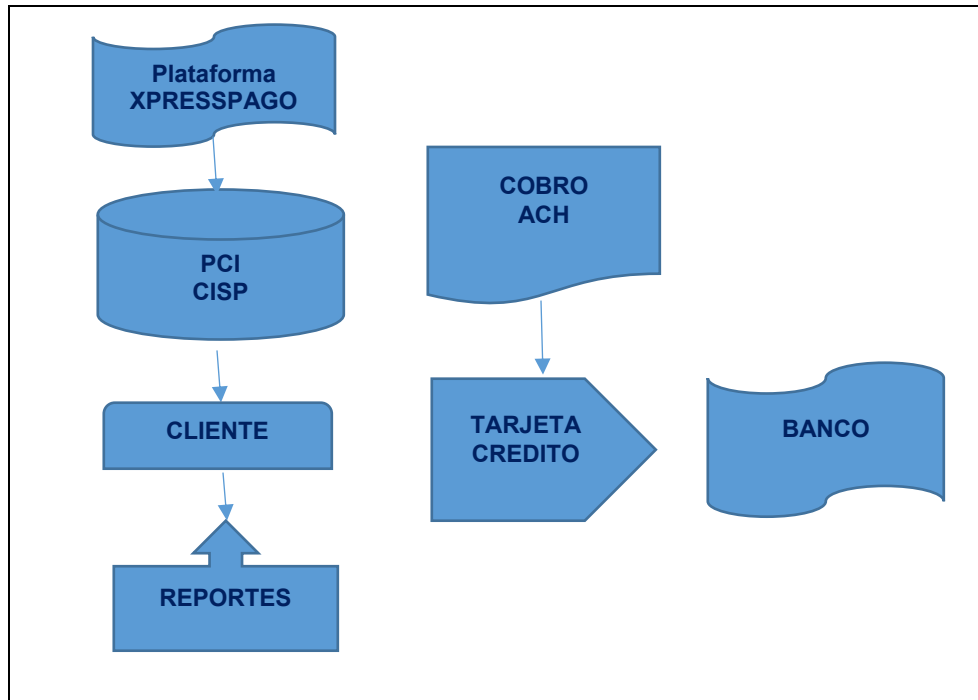 Plataforma
XPRESSPAGO
PCI
CISP
CLIENTE
REPORTES
COBRO
ACH
TARJETA
CREDITO
BANCO